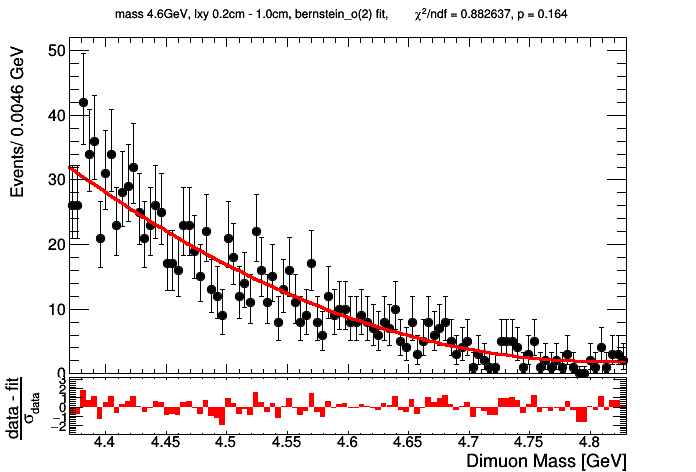 mass 4.6GeV, lxy 0.2cm - 1.0cm, bernstein_o(2) fit, χ²/ndf = 0.882637, p = 0.164
Events/ 0.0046 GeV
50
40
30
20
10
0
data - fit
σdata
3
2
1
0
−1
−2
4.4 4.45 4.5 4.55 4.6 4.65 4.7 4.75 4.8
Dimuon Mass [GeV]